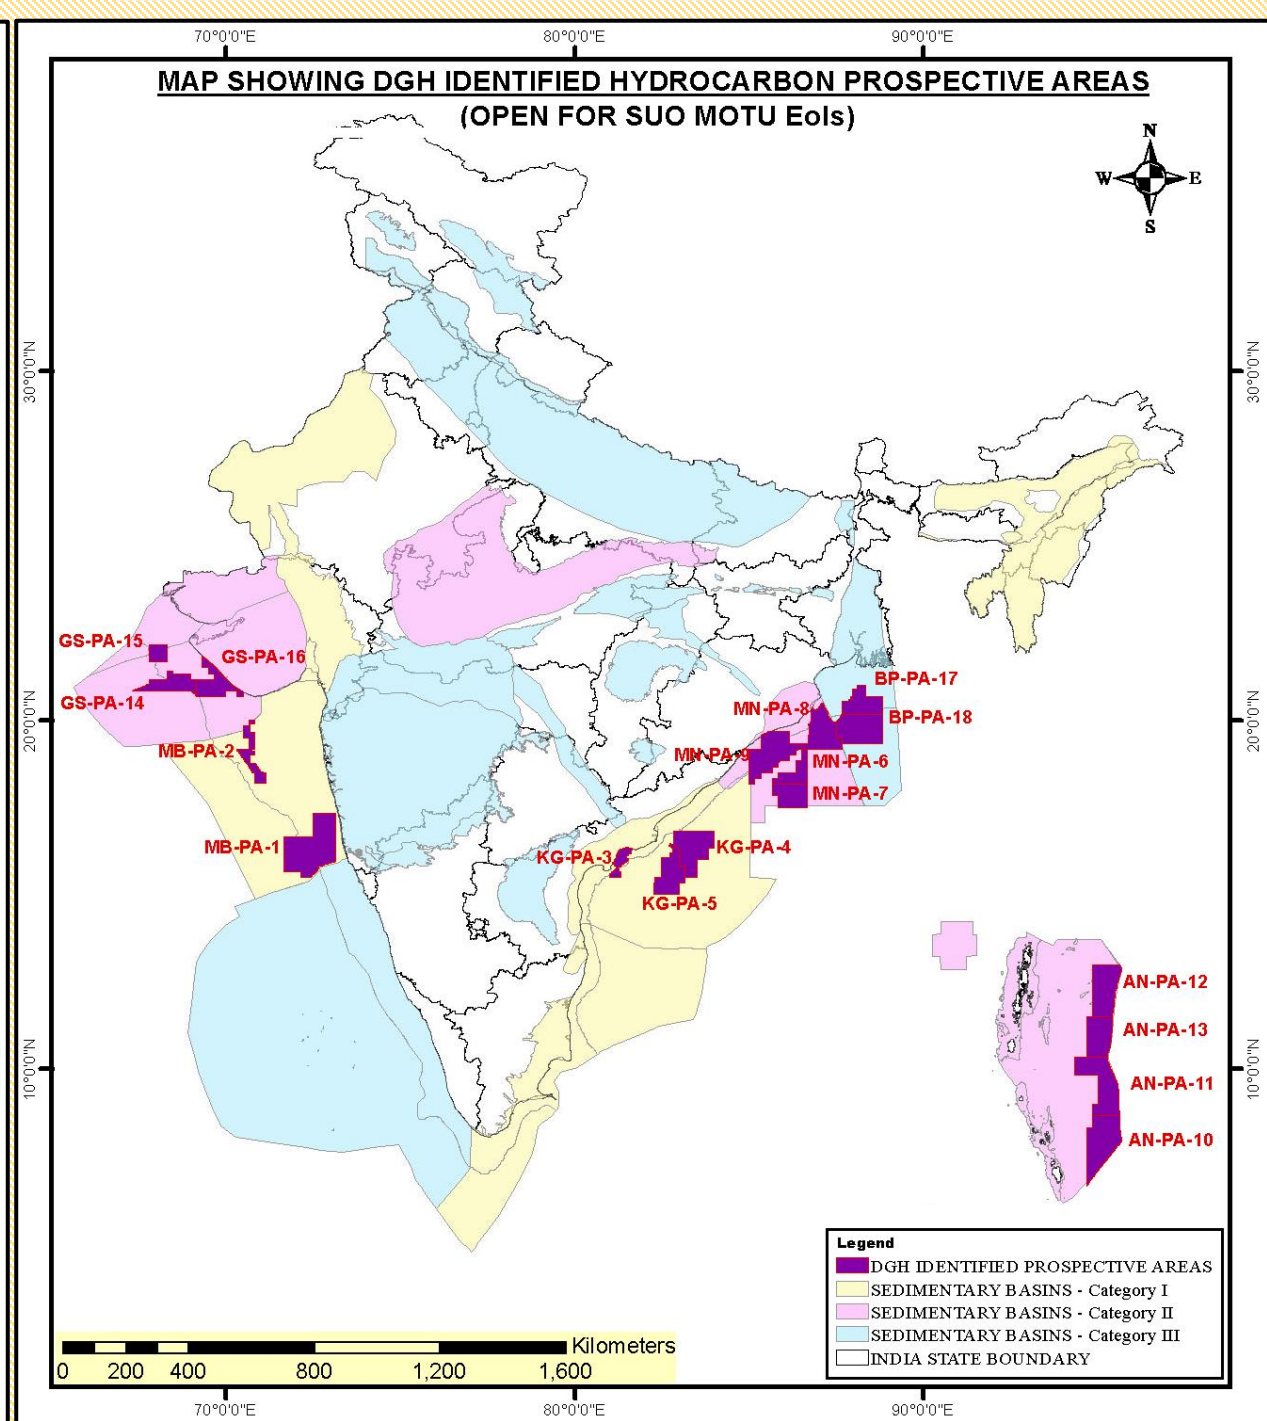 70°0'0"E 80°0'0"E 90°0'0"E
MAP SHOWING DGH IDENTIFIED HYDROCARBON PROSPECTIVE AREAS
(OPEN FOR SUO MOTU EoIs)
N
W E
S
30°0'0"N 30°0'0"N
GS-PA-15
GS-PA-16
GS-PA-14
BP-PA-17
MN-PA-8
BP-PA-18
20°0'0"N 20°0'0"N
MB-PA-2
MN-PA-9
MN-PA-6
MN-PA-7
MB-PA-1
KG-PA-3
KG-PA-4
KG-PA-5
AN-PA-12
AN-PA-13
10°0'0"N 10°0'0"N
AN-PA-11
AN-PA-10
Legend
DGH IDENTIFIED PROSPECTIVE AREAS
SEDIMENTARY BASINS - Category I
SEDIMENTARY BASINS - Category II
SEDIMENTARY BASINS - Category III
INDIA STATE BOUNDARY
Kilometers
0 200 400 800 1,200 1,600
70°0'0"E 80°0'0"E 90°0'0"E